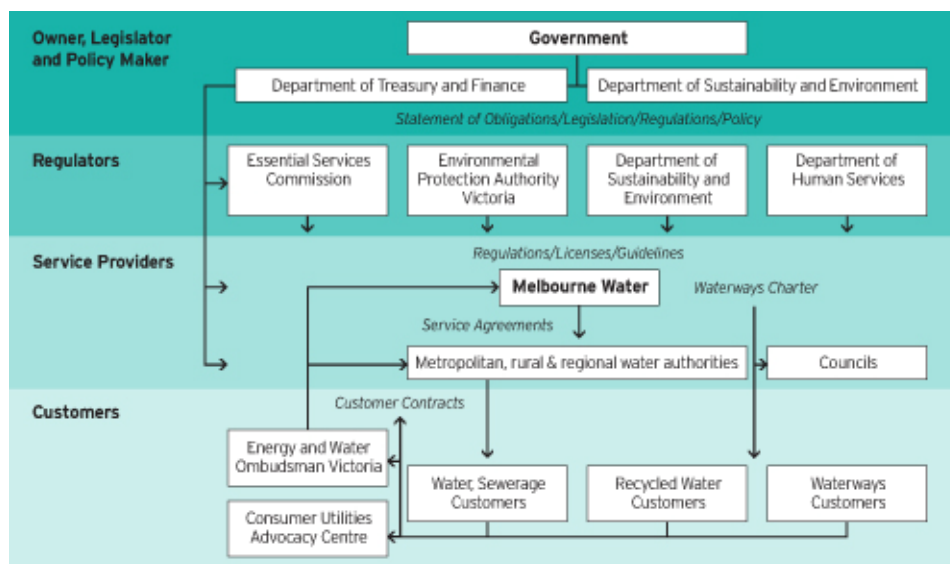 Owner, Legislator
and Policy Maker
Government
Department of Treasury and Finance
Department of Sustainability and Environment
Statement of Obligations/Legislation/Regulations/Policy
Regulators
Essential Services
Commission
Environmental
Protection Authority
Victoria
Department of
Sustainability and
Environment
Department of
Human Services
Regulations/Licenses/Guidelines
Service Providers
Melbourne Water
Waterways Charter
Service Agreements
Metropolitan, rural & regional water authorities
Councils
Customers
Customer Contracts
Energy and Water
Ombudsman Victoria
Water, Sewerage
Customers
Recycled Water
Customers
Waterways
Customers
Consumer Utilities
Advocacy Centre